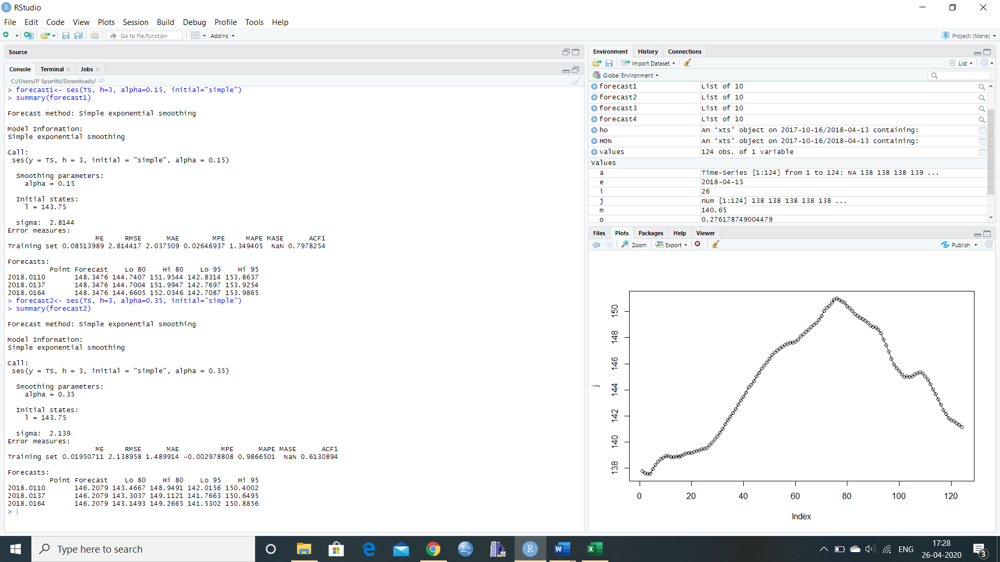 RStudio
File Edit Code View Plots Session Build Debug Profile Tools Help
Go to file/function Addins Project: (None)
Source
Console Terminal Jobs
C:/Users/P Spurthi/Downloads/
> forecast1<- ses(TS, h=3, alpha=0.15, initial="simple")
> summary(forecast1)
Forecast method: Simple exponential smoothing
Model Information:
Simple exponential smoothing
Call:
ses(y = TS, h = 3, initial = "simple", alpha = 0.15)
Smoothing parameters:
alpha = 0.15
Initial states:
l = 143.75
sigma: 2.8144
Error measures:
ME RMSE MAE MPE MAPE MASE ACF1
Training set 0.08513989 2.814417 2.037509 0.02646937 1.349405 NaN 0.7978254
Forecasts:
Point Forecast Lo 80 Hi 80 Lo 95 Hi 95
2018.0110 148.3476 144.7407 151.9544 142.8314 153.8637
2018.0137 148.3476 144.7004 151.9947 142.7697 153.9254
2018.0164 148.3476 144.6605 152.0346 142.7087 153.9865
> forecast2<- ses(TS, h=3, alpha=0.35, initial="simple")
> summary(forecast2)
Forecast method: Simple exponential smoothing
Model Information:
Simple exponential smoothing
Call:
ses(y = TS, h = 3, initial = "simple", alpha = 0.35)
Smoothing parameters:
alpha = 0.35
Initial states:
l = 143.75
sigma: 2.139
Error measures:
ME RMSE MAE MPE MAPE MASE ACF1
Training set 0.01950711 2.138958 1.489914 -0.002978808 0.9866501 NaN 0.6130894
Forecasts:
Point Forecast Lo 80 Hi 80 Lo 95 Hi 95
2018.0110 146.2079 143.4667 148.9491 142.0156 150.4002
2018.0137 146.2079 143.3037 149.1121 141.7663 150.6495
2018.0164 146.2079 143.1493 149.2665 141.5302 150.8856
>
Environment History Connections
Import Dataset List
Global Environment
forecast1 List of 10
forecast2 List of 10
forecast3 List of 10
forecast4 List of 10
ho An ‘xts’ object on 2017-10-16/2018-04-13 containing:
HON An ‘xts’ object on 2017-10-16/2018-04-13 containing:
values 124 obs. of 1 variable
Values
a Time-Series [1:124] from 1 to 124: NA 138 138 138 139 ...
e 2018-04-15
i 26
j num [1:124] 138 138 138 138 138 ...
m 140.65
o 0.276178749004479
Files Plots Packages Help Viewer
Zoom Export Publish
150
148
146
144
142
140
138
j
0 20 40 60 80 100 120
Index
Type here to search
ENG
17:28
26-04-2020
3